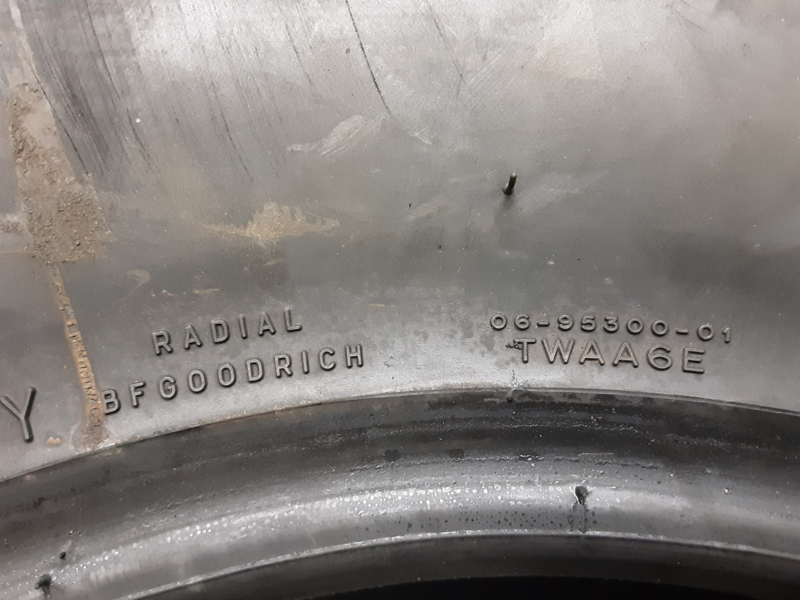 RADIAL
BFGOODRICH
06-95300-01
TWAA6E
Y